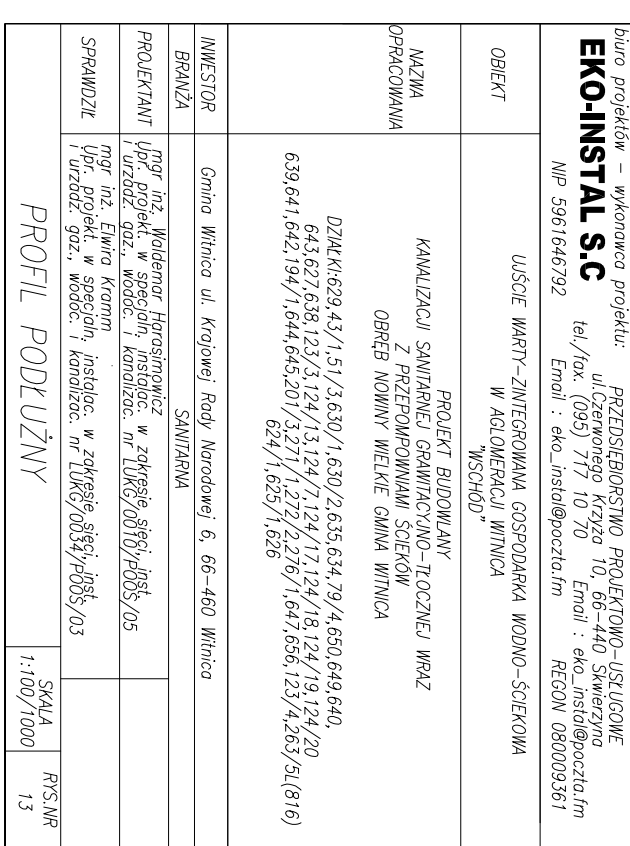 biuro projektów – wykonawca projektu:
EKO-INSTAL S.C
PRZEDSIĘBIORSTWO PROJEKTOWO-USŁUGOWE
ul.Czerwonego Krzyża 10, 66-440 Skwierzyna
tel./fax. (095) 717 10 70 Email : eko_instal@poczta.fm
NIP 5961646792 Email : eko_instal@poczta.fm REGON 080009361
OBIEKT
UJŚCIE WARTY-ZINTEGROWANA GOSPODARKA WODNO-ŚCIEKOWA
W AGLOMERACJI WITNICA
"WSCHÓD"
NAZWA
OPRACOWANIA
PROJEKT BUDOWLANY
KANALIZACJI SANITARNEJ GRAWITACYJNO-TŁOCZNEJ WRAZ
Z PRZEPOMPOWNIAMI ŚCIEKÓW
OBRĘB NOWINY WIELKIE GMINA WITNICA
DZIAŁKI:629,43/1,51/3,630/1,630/2,635,634,79/4,650,649,640,
643,627,638,123/3,124/13,124/7,124/17,124/18,124/19,124/20
639,641,642,194/1,644,645,201/3,271/1,272/2,276/1,647,656,123/4,263/5L(816)
624/1,625/1,626
INWESTOR
Gmina Witnica ul. Krajowej Rady Narodowej 6, 66-460 Witnica
BRANŻA
SANITARNA
PROJEKTANT
mgr inż. Waldemar Harasimowicz
Upr. projekt. w specjaln. instalac. w zakresie sieci, inst.
i urządz. gaz., wodoc. i kanalizac. nr LUKG/0010/POOS/05
SPRAWDZIŁ
mgr inż. Elwira Kramm
Upr. projekt. w specjaln. instalac. w zakresie sieci, inst.
i urządz. gaz., wodoc. i kanalizac. nr LUKG/0034/POOS/03
PROFIL PODŁUŻNY
SKALA
1:100/1000
RYS.NR
13